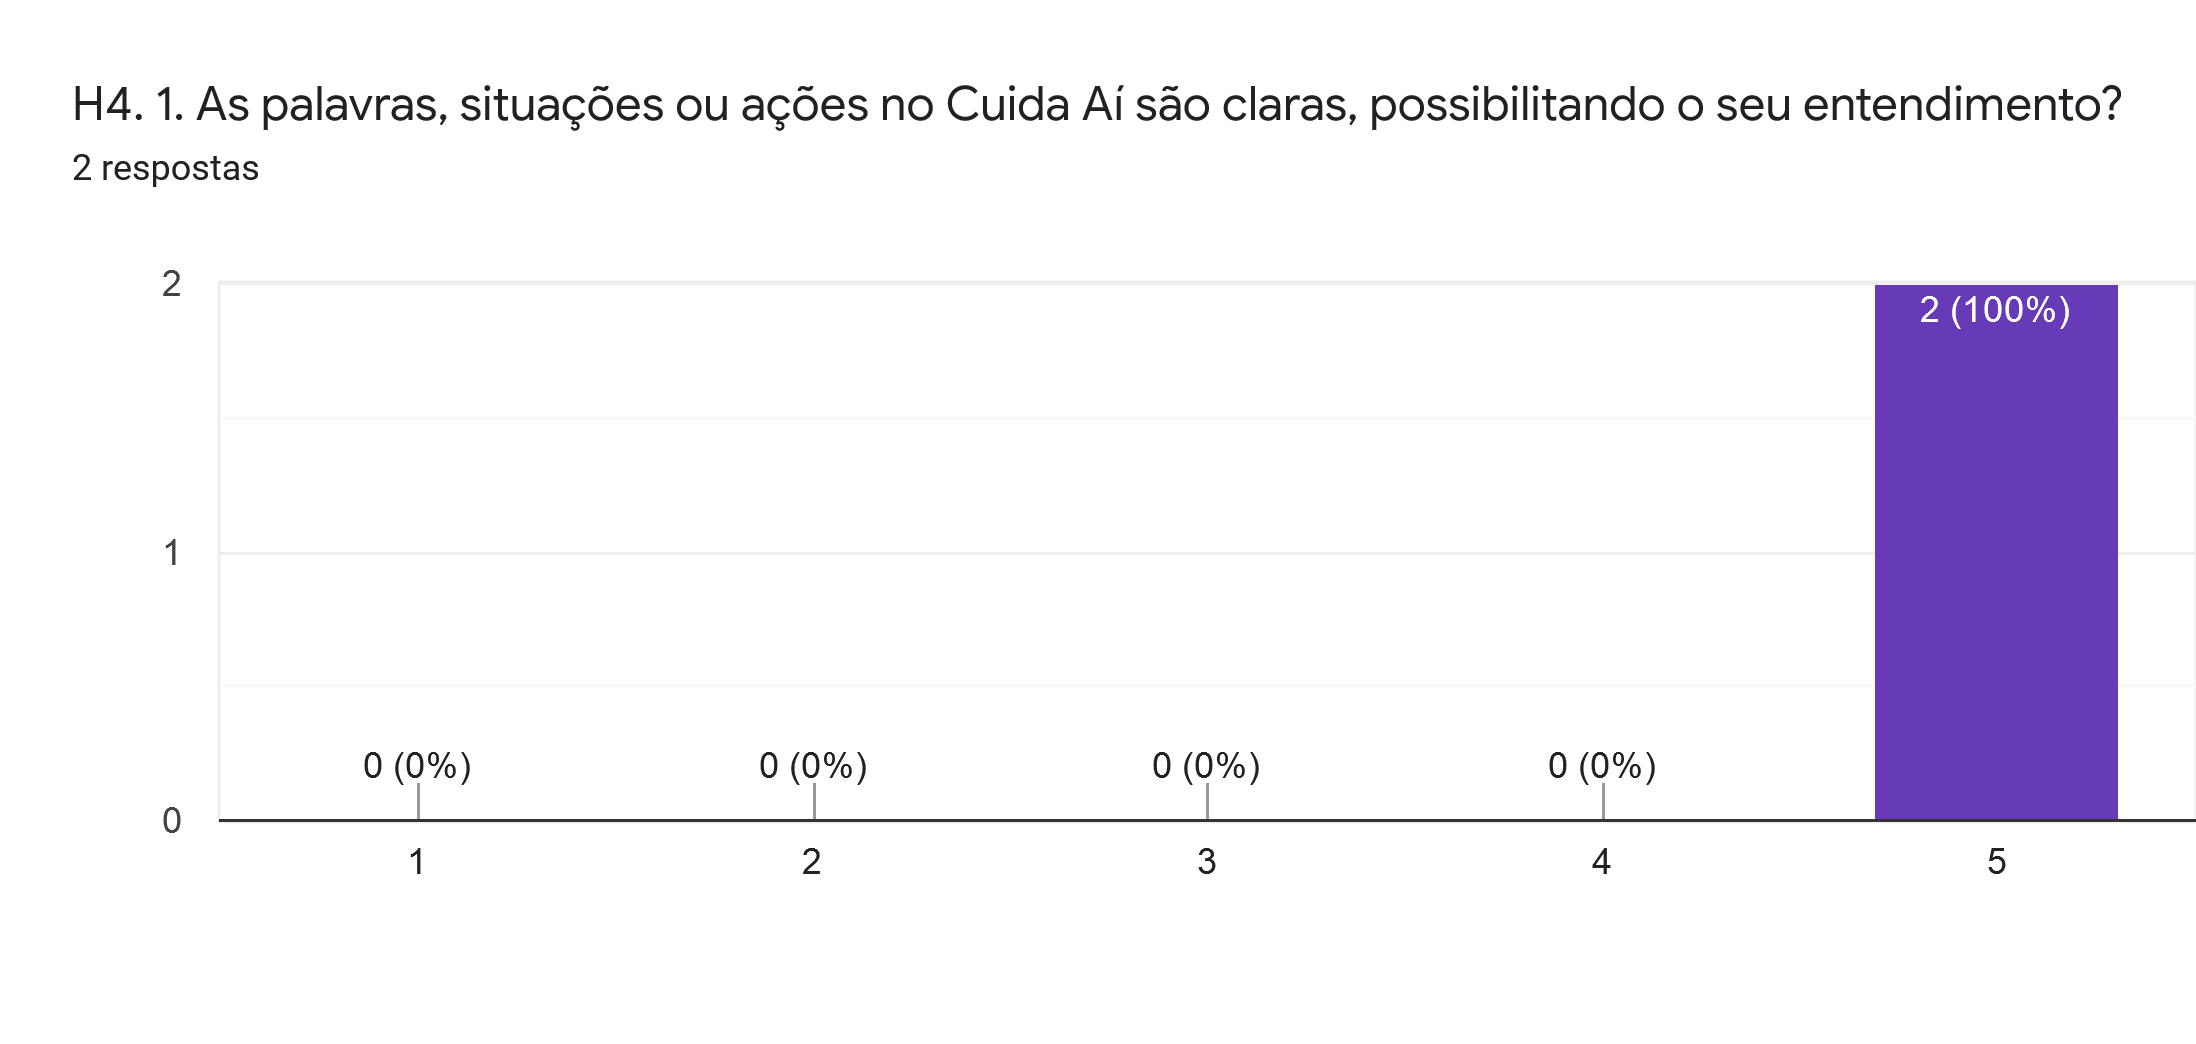 H4. 1. As palavras, situações ou ações no Cuida Aí são claras, possibilitando o seu entendimento?
2 respostas
2
2 (100%)
1
0 (0%) 0 (0%) 0 (0%) 0 (0%)
0
1 2 3 4 5